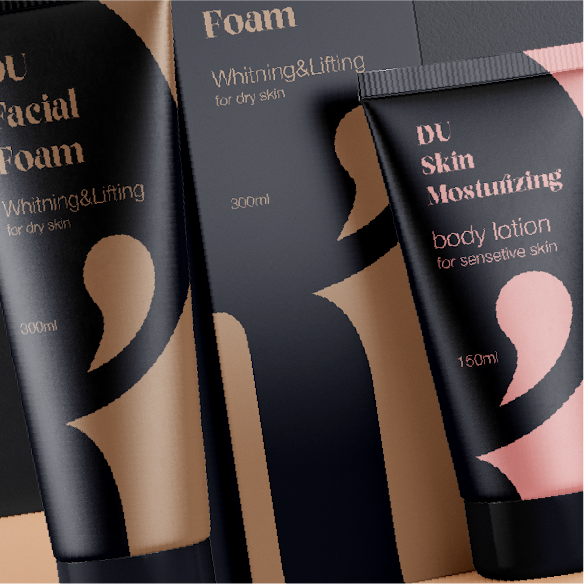 DU
Facial
Foam
Whitning&Lifting
for dry skin
300ml
Foam
Whitning&Lifting
for dry skin
300ml
DU
Skin
Mosturizing
body lotion
for sensetive skin
150ml